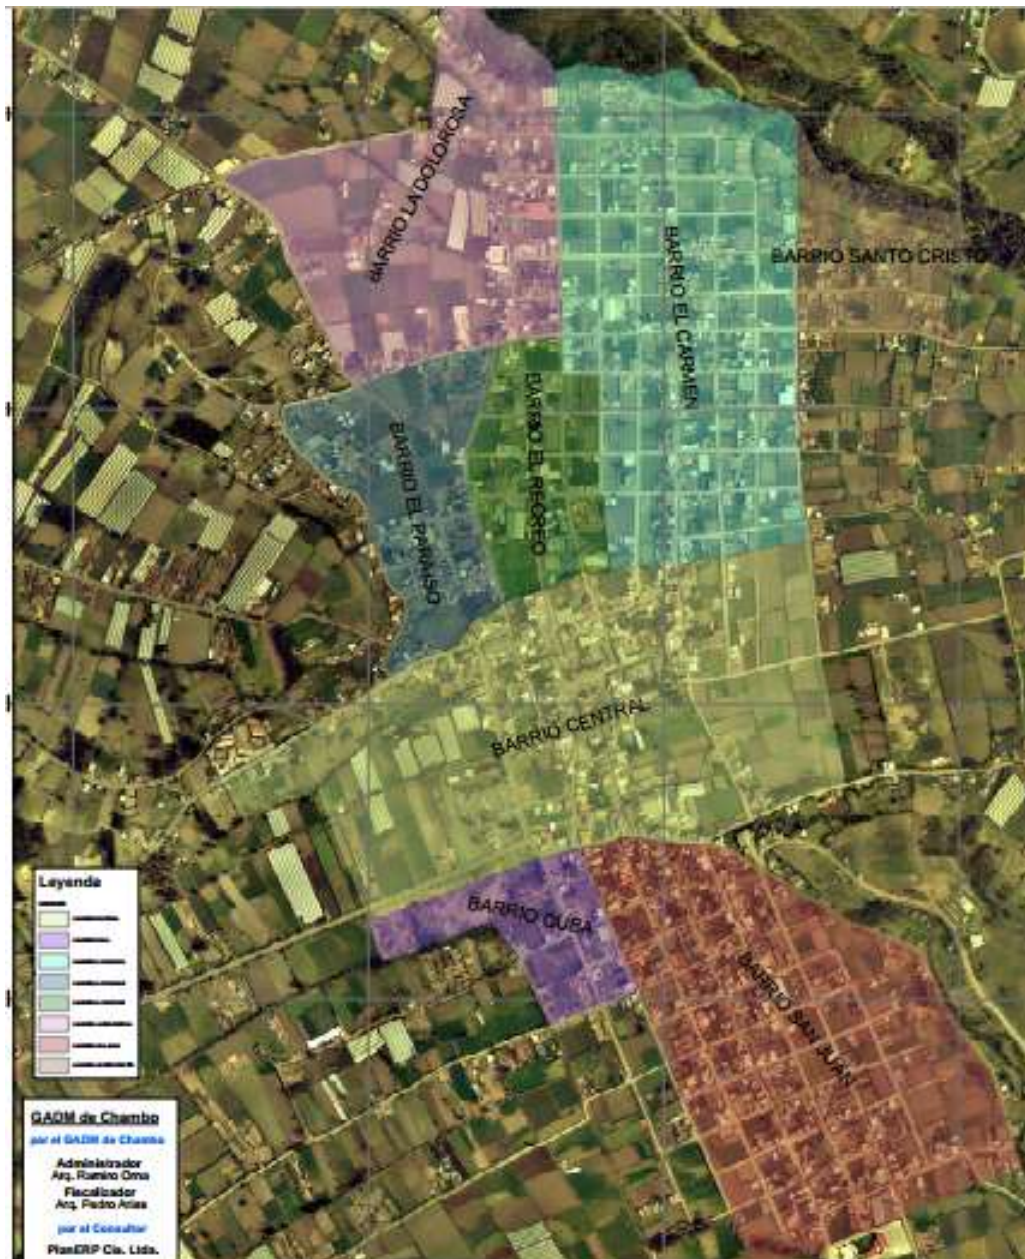 BARRIO LA DOLOROSA
BARRIO SANTO CRISTO
BARRIO EL CARMEN
BARRIO EL RECREO
BARRIO EL PARAISO
BARRIO CENTRAL
BARRIO CUBA
BARRIO SAN JUAN
Leyenda
GADM de Chambo
por el GADM de Chambo
Administrador
Arq. Ramiro Oma
Fiscalizador
Arq. Pedro Arias
por el Consultor
PlanERP Cia. Ltda.